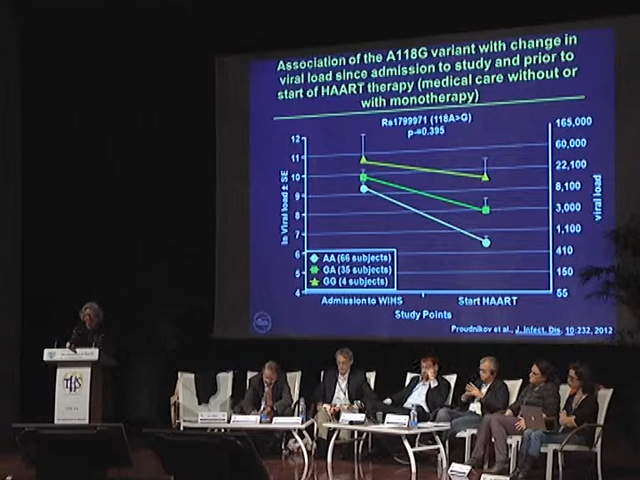 Association of the A118G variant with change in
viral load since admission to study and prior to
start of HAART therapy (medical care without or
with monotherapy)
Rs1799971 (118A>G)
p-=0.395
ln Viral load ± SE
12
11
10
9
8
7
6
5
4
165,000
60,000
22,100
8,100
3,000
1,100
410
150
55
viral load
AA (66 subjects)
GA (35 subjects)
GG (4 subjects)
Admission to WIHS
Start HAART
Study Points
Proudnikov et al., J. Infect. Dis. 10:232, 2012
THS